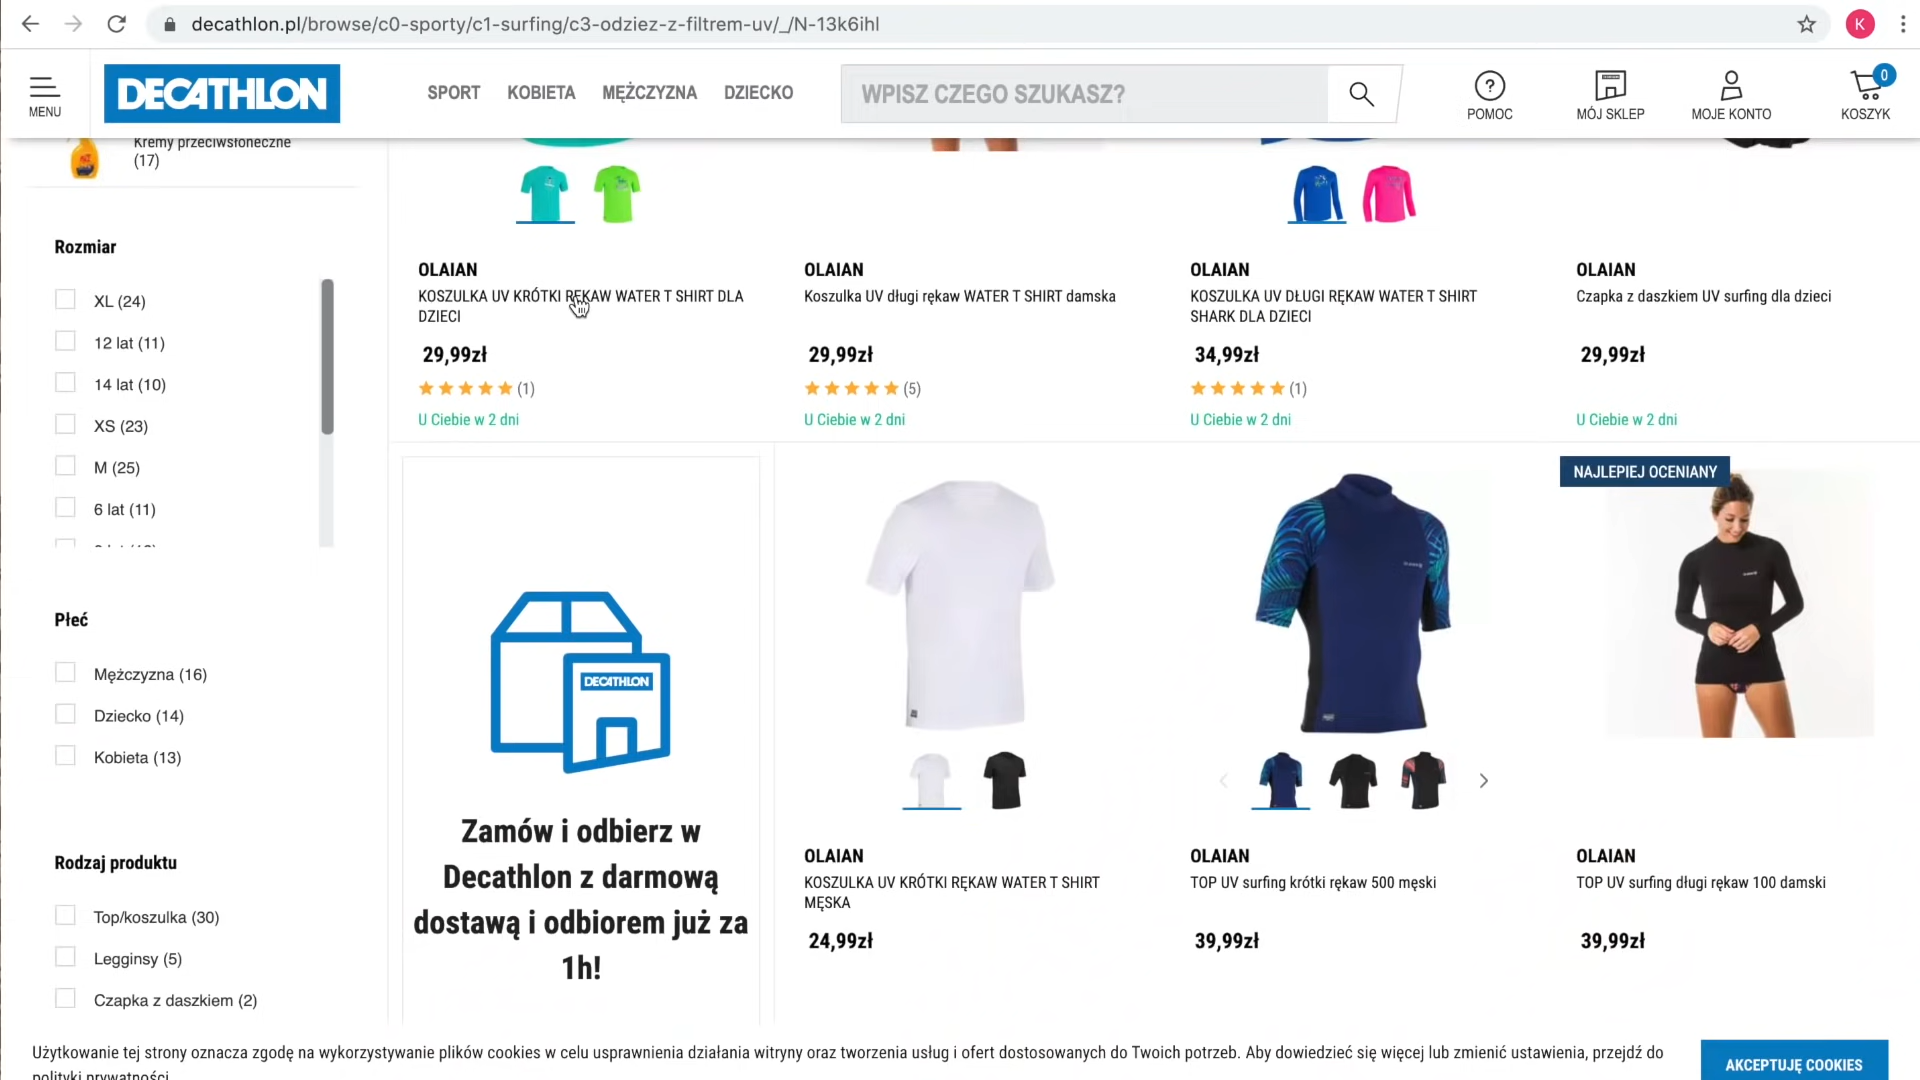 decathlon.pl/browse/c0-sporty/c1-surfing/c3-odziez-z-filtrem-uv/_/N-13k6ihl
K
MENU
DECATHLON
SPORT
KOBIETA
MĘŻCZYZNA
DZIECKO
WPISZ CZEGO SZUKASZ?
POMOC
MÓJ SKLEP
MOJE KONTO
0
KOSZYK
Kremy przeciwsłoneczne
(17)
Rozmiar
XL (24)
12 lat (11)
14 lat (10)
XS (23)
M (25)
6 lat (11)
Płeć
Mężczyzna (16)
Dziecko (14)
Kobieta (13)
Rodzaj produktu
Top/koszulka (30)
Legginsy (5)
Czapka z daszkiem (2)
OLAIAN
KOSZULKA UV KRÓTKI RĘKAW WATER T SHIRT DLA
DZIECI
29,99zł
(1)
U Ciebie w 2 dni
OLAIAN
Koszulka UV długi rękaw WATER T SHIRT damska
29,99zł
(5)
U Ciebie w 2 dni
OLAIAN
KOSZULKA UV DŁUGI RĘKAW WATER T SHIRT
SHARK DLA DZIECI
34,99zł
(1)
U Ciebie w 2 dni
OLAIAN
Czapka z daszkiem UV surfing dla dzieci
29,99zł
U Ciebie w 2 dni
DECATHLON
Zamów i odbierz w
Decathlon z darmową
dostawą i odbiorem już za
1h!
OLAIAN
KOSZULKA UV KRÓTKI RĘKAW WATER T SHIRT
MĘSKA
24,99zł
OLAIAN
TOP UV surfing krótki rękaw 500 męski
39,99zł
NAJLEPIEJ OCENIANY
OLAIAN
TOP UV surfing długi rękaw 100 damski
39,99zł
Użytkowanie tej strony oznacza zgodę na wykorzystywanie plików cookies w celu usprawnienia działania witryny oraz tworzenia usług i ofert dostosowanych do Twoich potrzeb. Aby dowiedzieć się więcej lub zmienić ustawienia, przejdź do
polityki prywatności.
AKCEPTUJĘ COOKIES